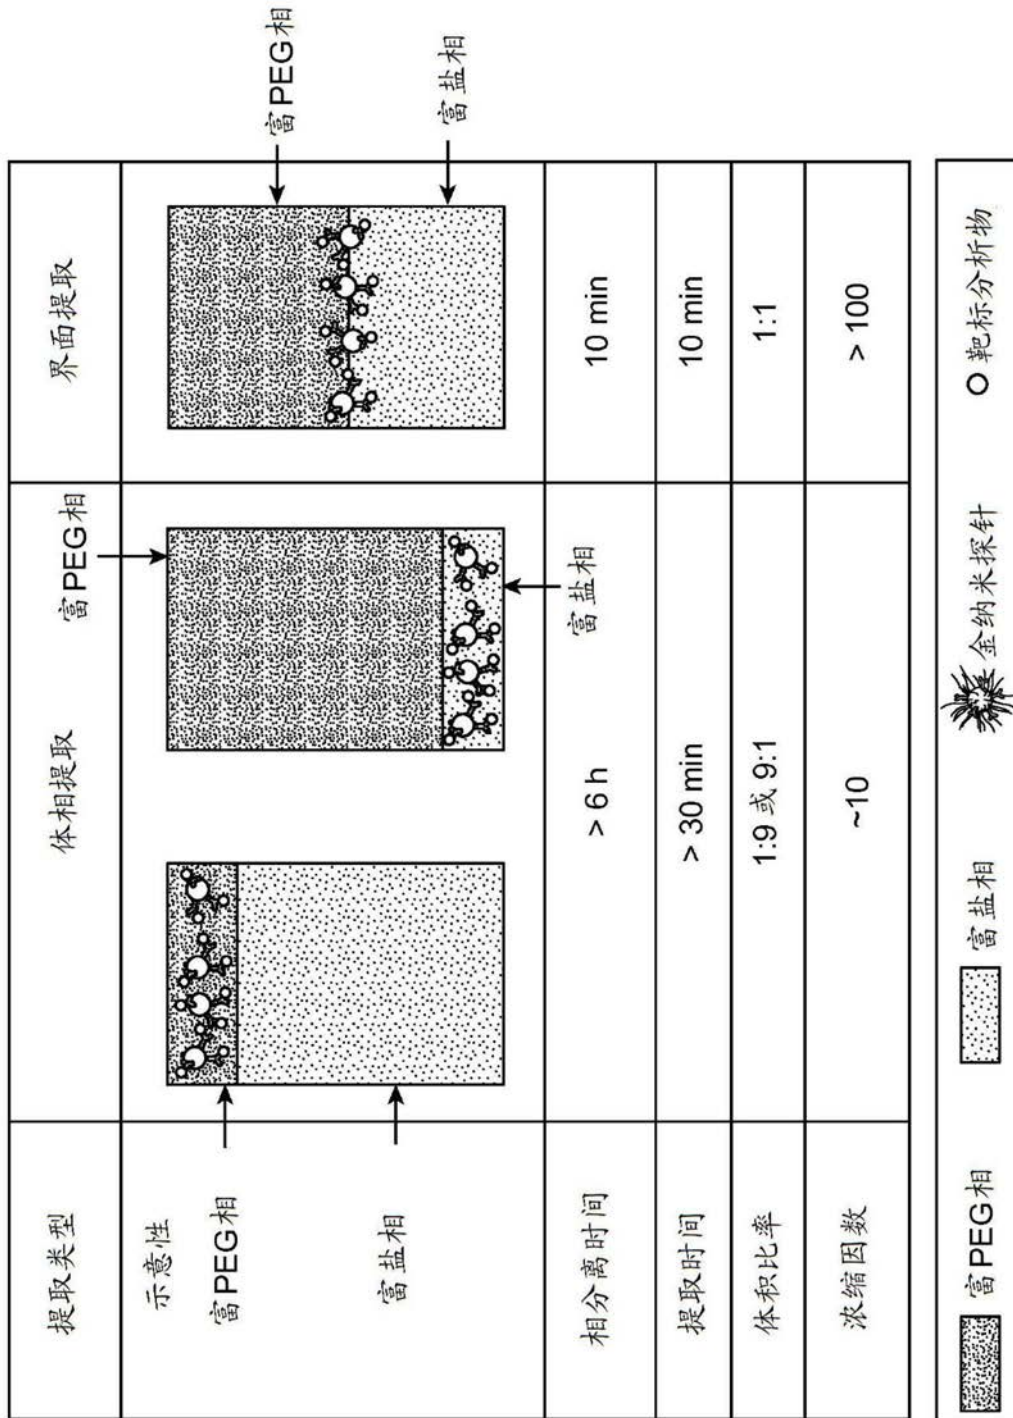 提取类型
体相提取
界面提取
示意性
富PEG相
富盐相
富PEG相
富盐相
富PEG相
富盐相
相分离时间
> 6 h
10 min
提取时间
> 30 min
10 min
体积比率
1:9 或 9:1
1:1
浓缩因数
~10
> 100
富PEG相
富盐相
金纳米探针
靶标分析物